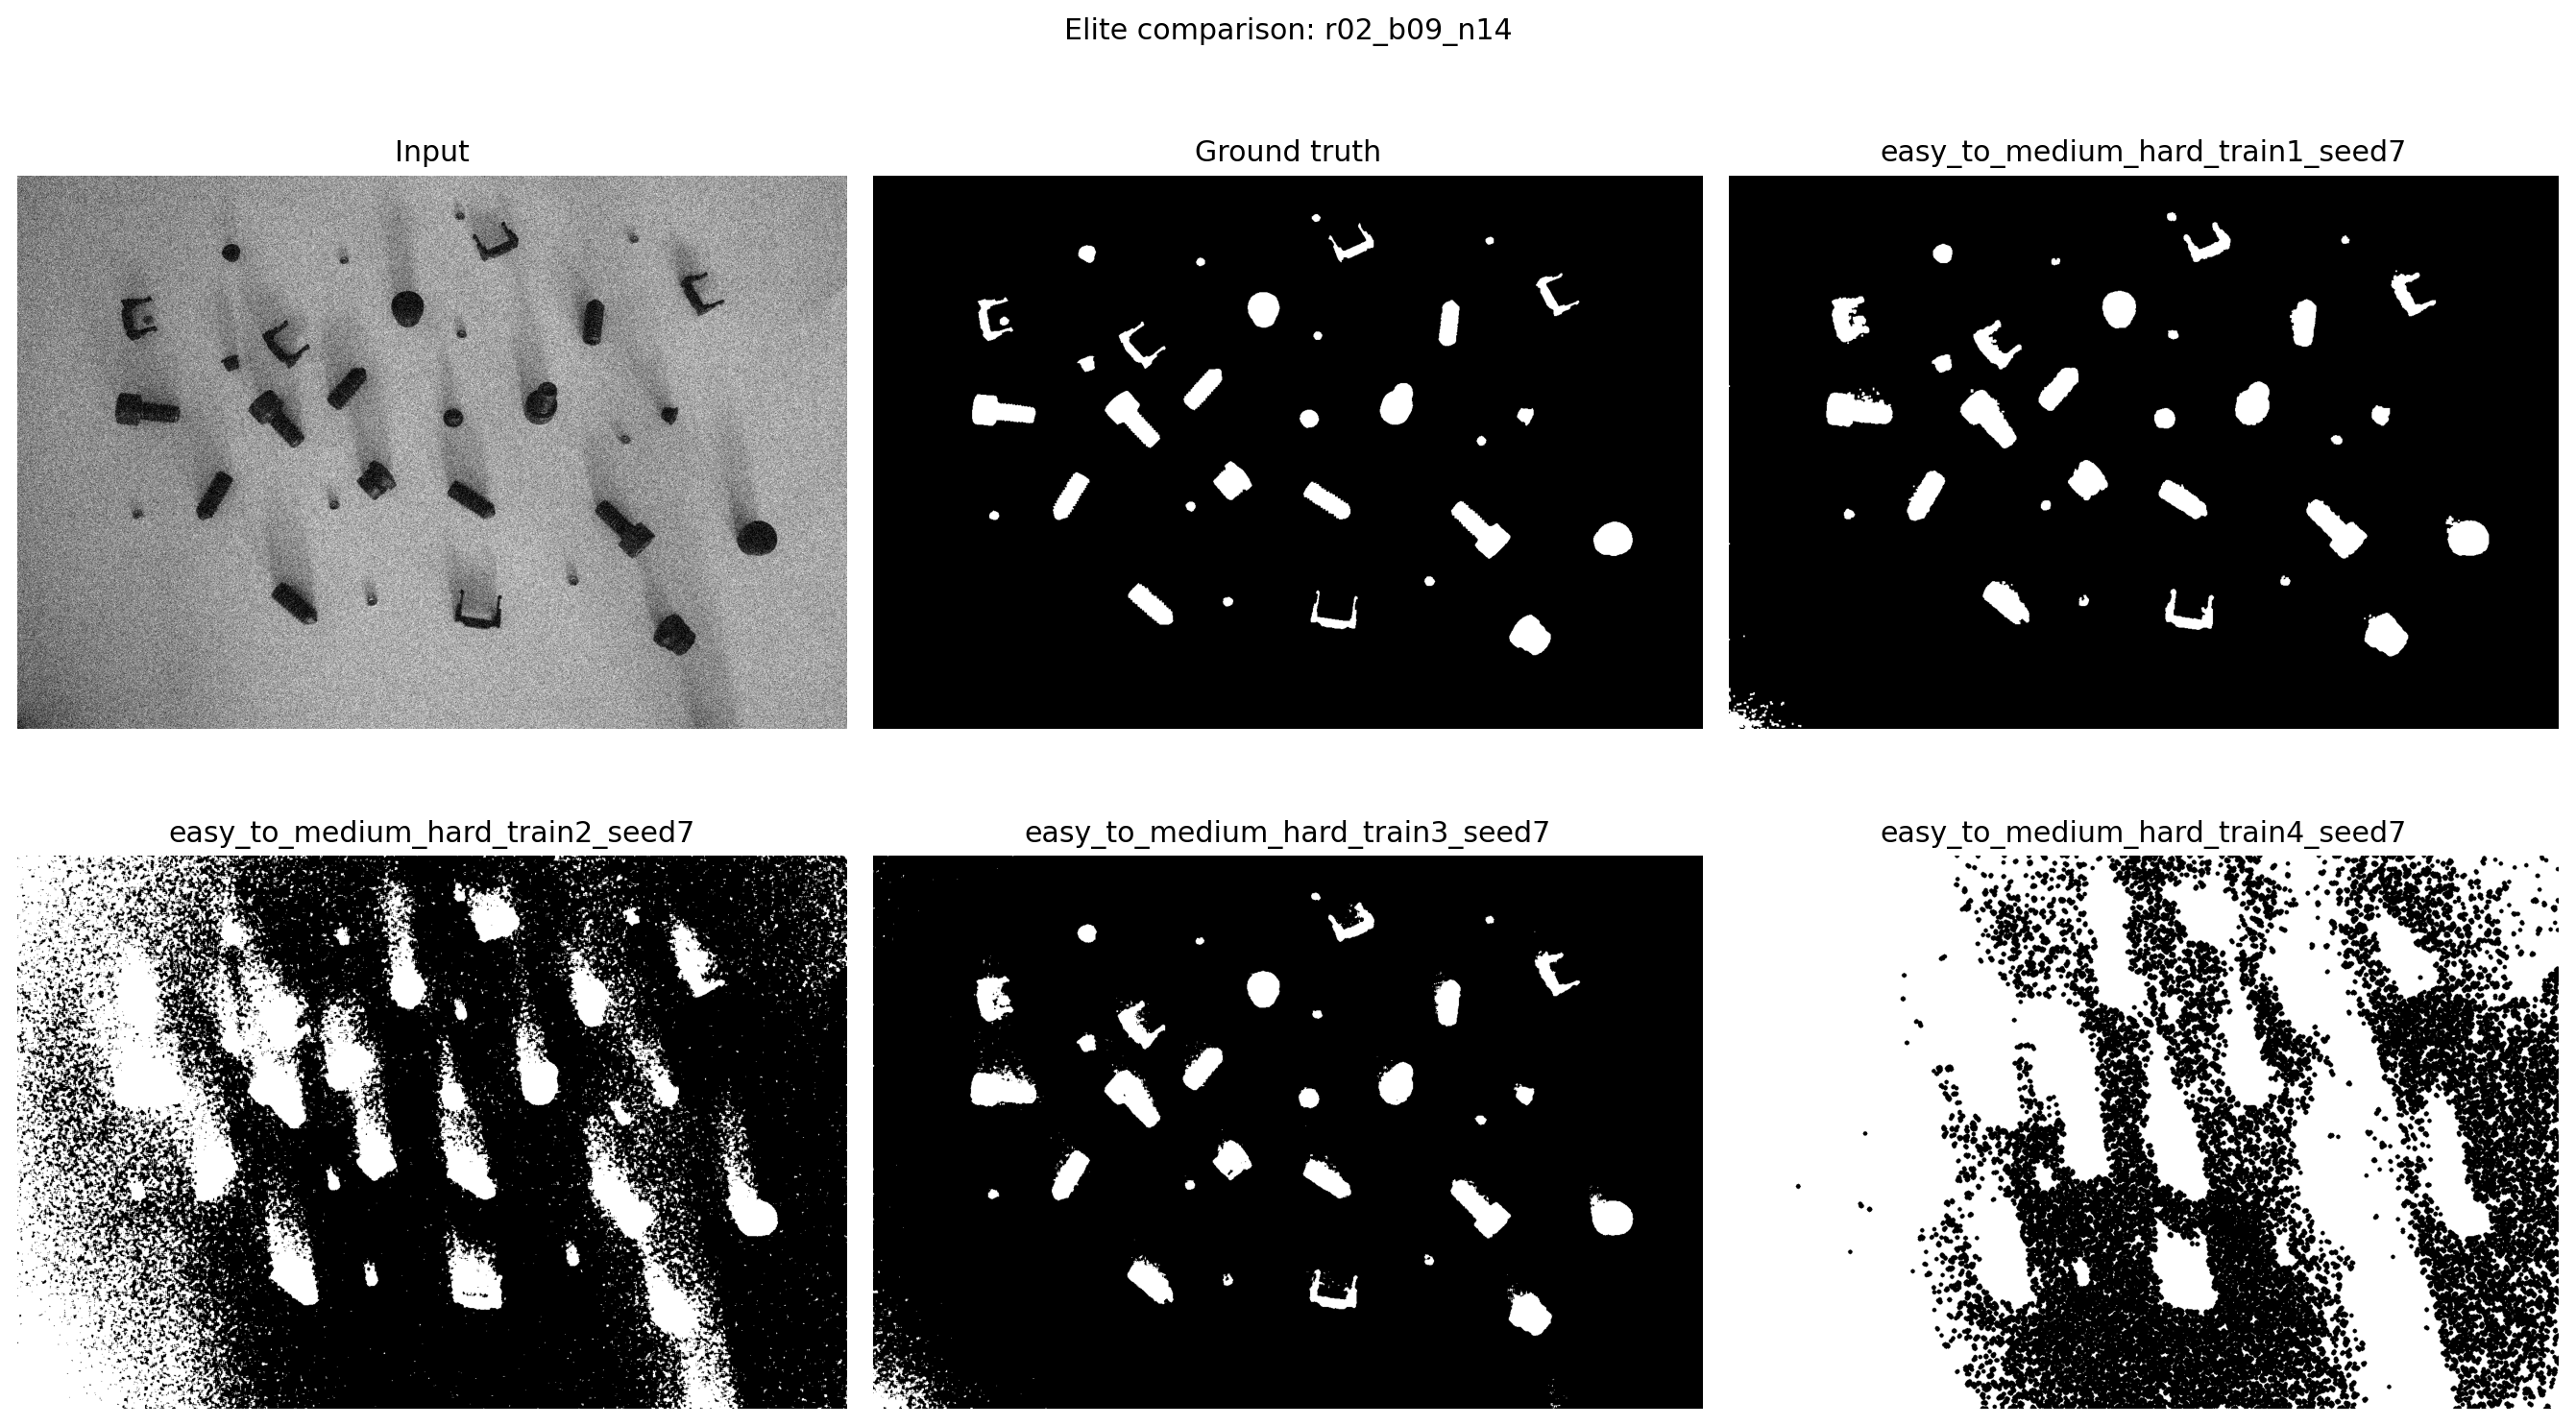 Elite comparison: r02_b09_n14
Input
Ground truth
easy_to_medium_hard_train1_seed7
easy_to_medium_hard_train2_seed7
easy_to_medium_hard_train3_seed7
easy_to_medium_hard_train4_seed7